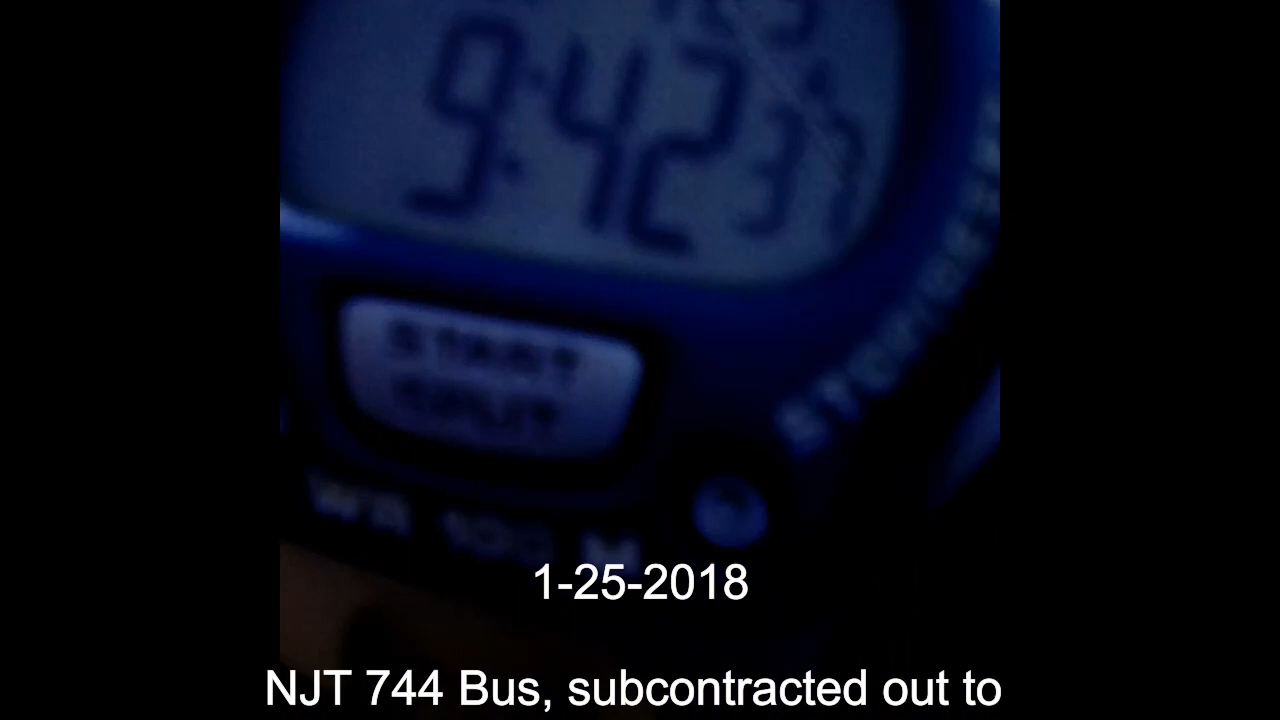 9:42 37
START
SPLIT
WR 100 M
1-25-2018
NJT 744 Bus, subcontracted out to